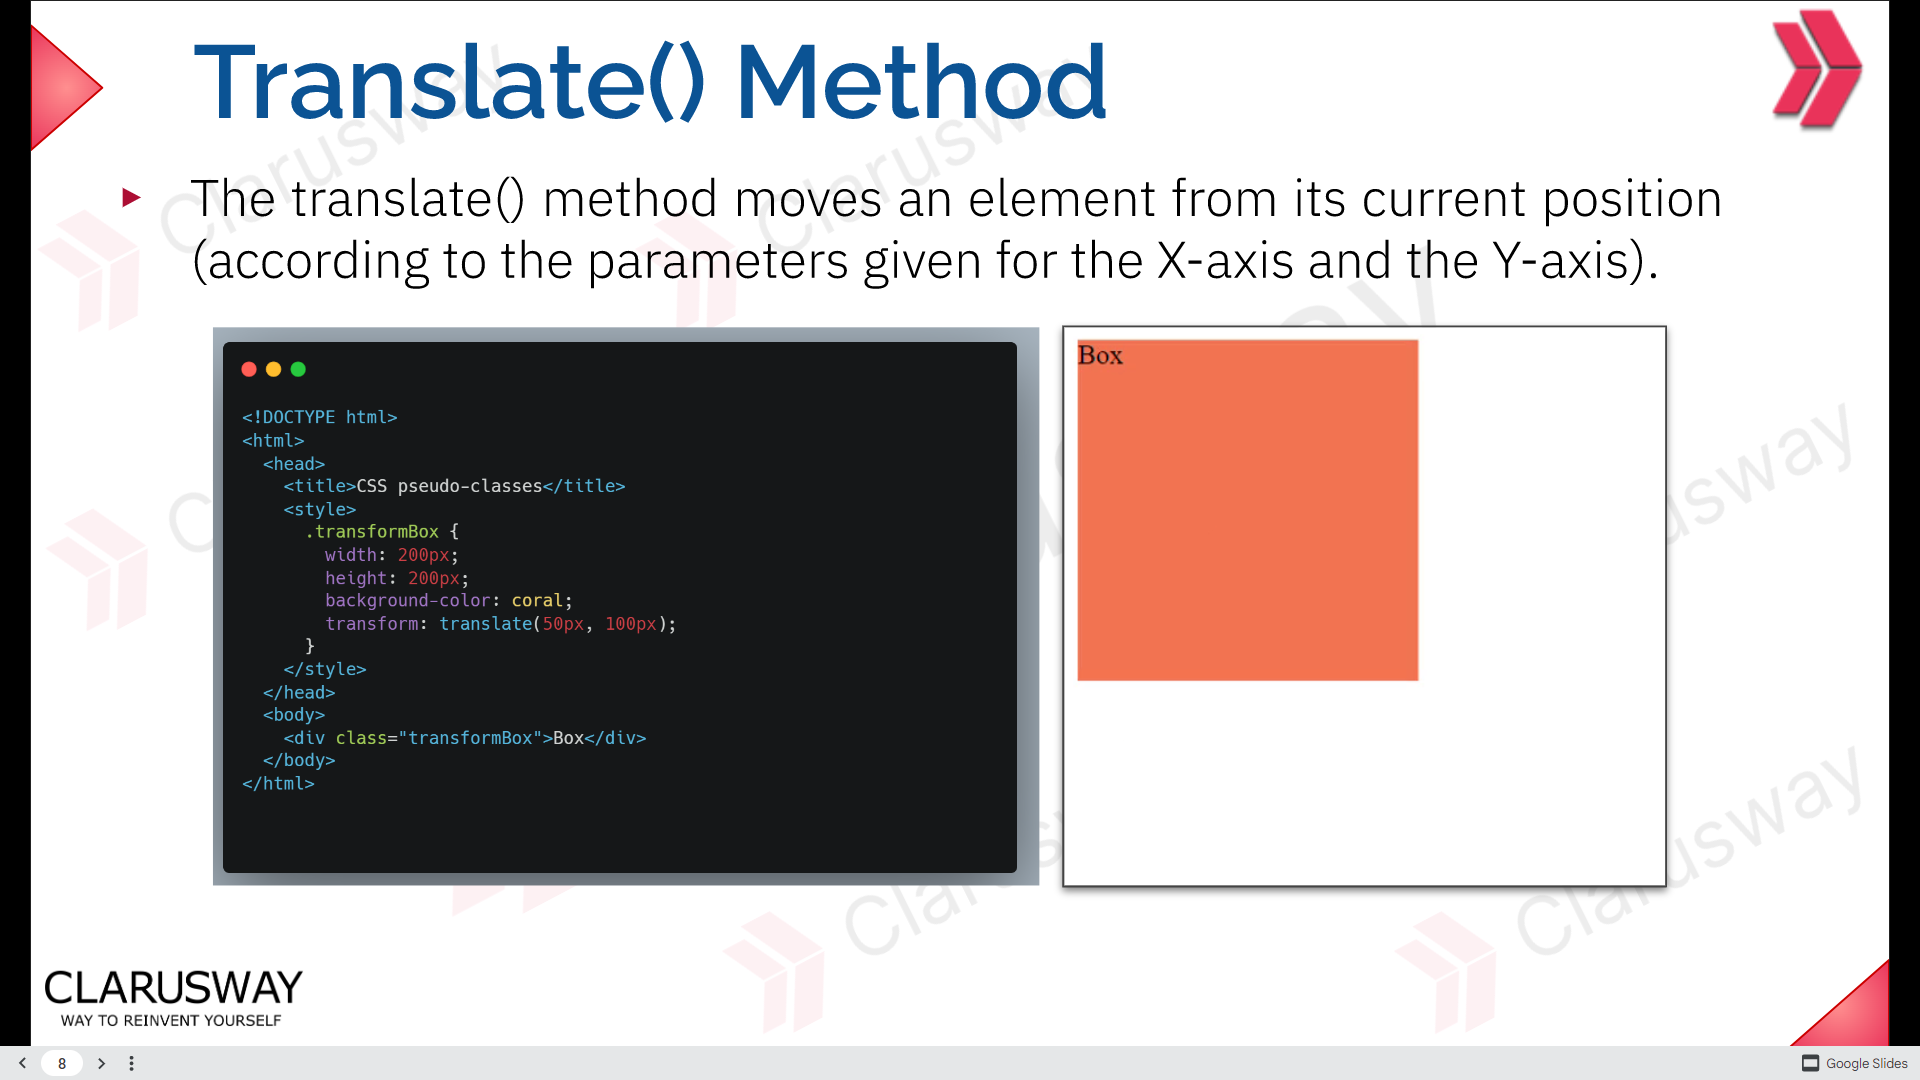 Translate() Method
The translate() method moves an element from its current position
(according to the parameters given for the X-axis and the Y-axis).
<!DOCTYPE html>
<html>
  <head>
    <title>CSS pseudo-classes</title>
    <style>
      .transformBox {
        width: 200px;
        height: 200px;
        background-color: coral;
        transform: translate(50px, 100px);
      }
    </style>
  </head>
  <body>
    <div class="transformBox">Box</div>
  </body>
</html>
Box
Clarusway
Clarusway
CLARUSWAY
WAY TO REINVENT YOURSELF
8
Google Slides